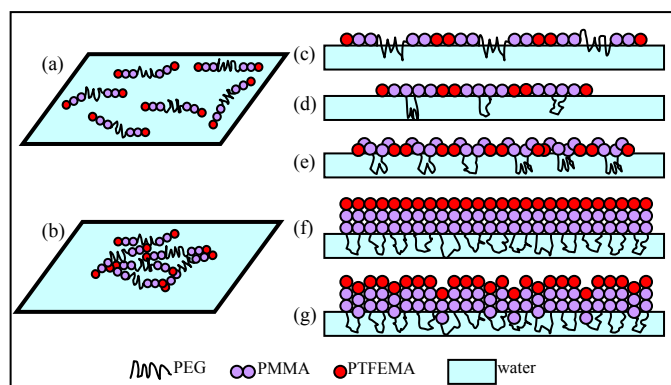 (a)
(b)
(c)
(d)
(e)
(f)
(g)
PEG PMMA PTFEMA water